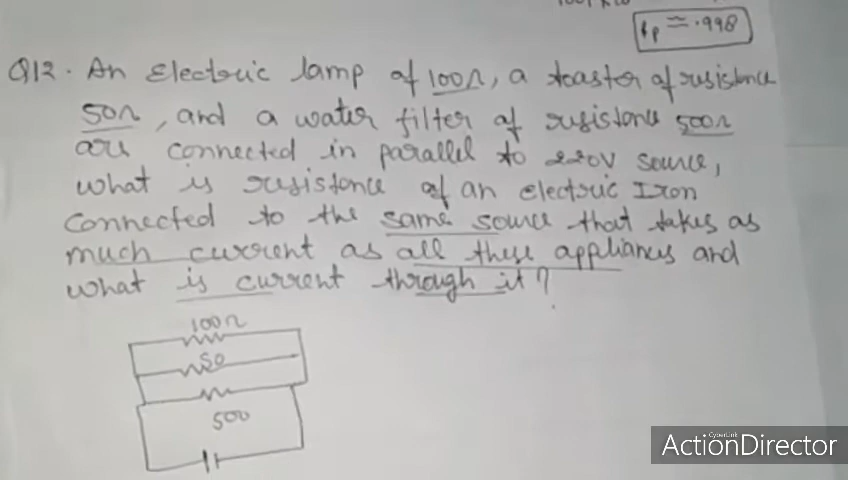 Rp ≈ .998
Q12. An Electric lamp of 100Ω, a toaster of resistance
50Ω, and a water filter of resistance 500Ω
are connected in parallel to 220V source,
what is resistance of an electric Iron
connected to the same source that takes as
much current as all these appliances and
what is current through it?
100Ω
50
500
CyberLink
ActionDirector